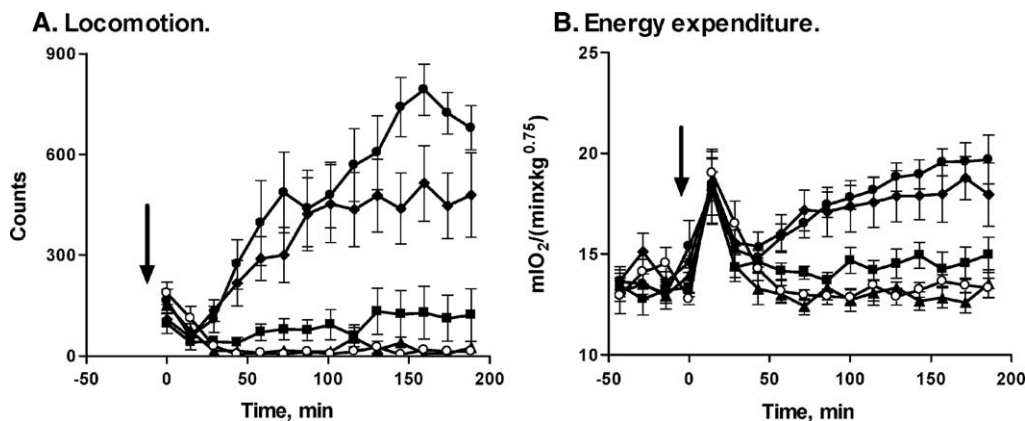 A. Locomotion.
900
600
300
0
Counts
-50 0 50 100 150 200
Time, min
B. Energy expenditure.
25
20
15
10
mlO2/(minxkg0.75)
-50 0 50 100 150 200
Time, min